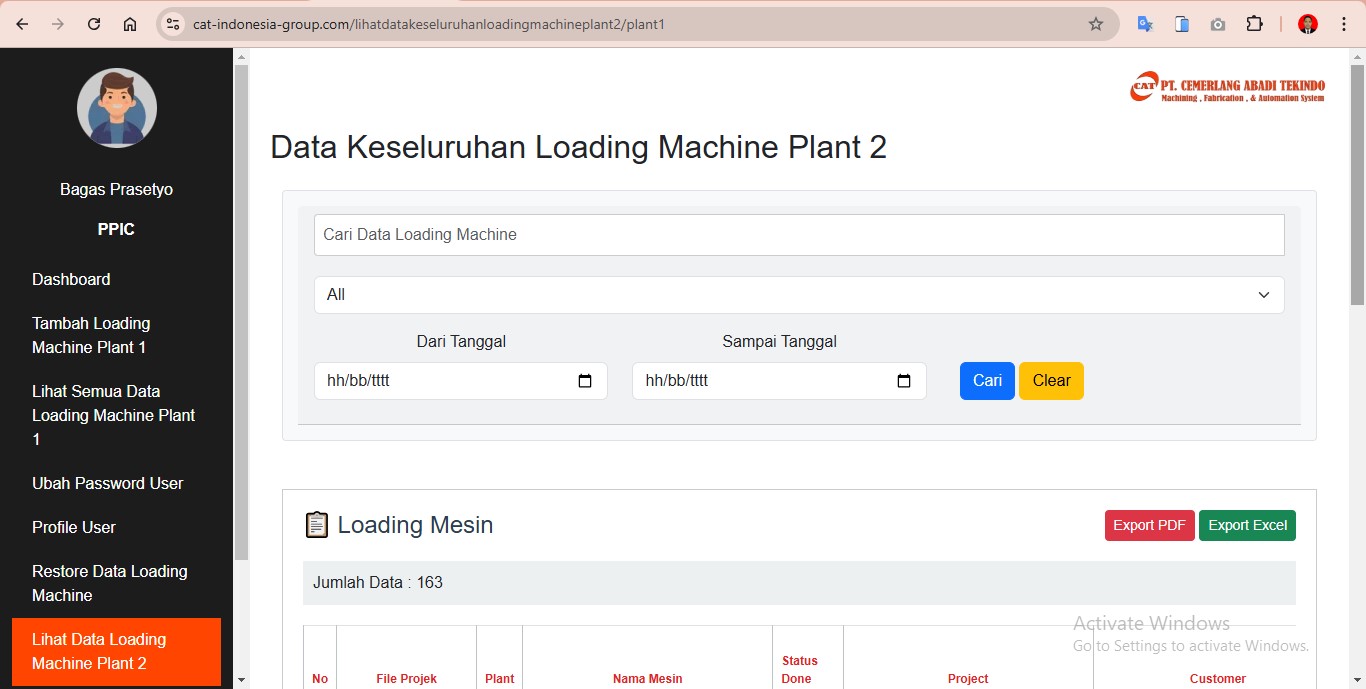 cat-indonesia-group.com/lihatdatakeseluruhanloadingmachineplant2/plant1
Bagas Prasetyo
PPIC
Dashboard
Tambah Loading
Machine Plant 1
Lihat Semua Data
Loading Machine Plant
1
Ubah Password User
Profile User
Restore Data Loading
Machine
Lihat Data Loading
Machine Plant 2
CAT PT. CEMERLANG ABADI TEKINDO
Machining , Fabrication , & Automation System
Data Keseluruhan Loading Machine Plant 2
Cari Data Loading Machine
All
Dari Tanggal Sampai Tanggal
hh/bb/tttt hh/bb/tttt Cari Clear
Loading Mesin Export PDF Export Excel
Jumlah Data : 163
No File Projek Plant Nama Mesin Status Done Project Customer
Activate Windows
Go to Settings to activate Windows.